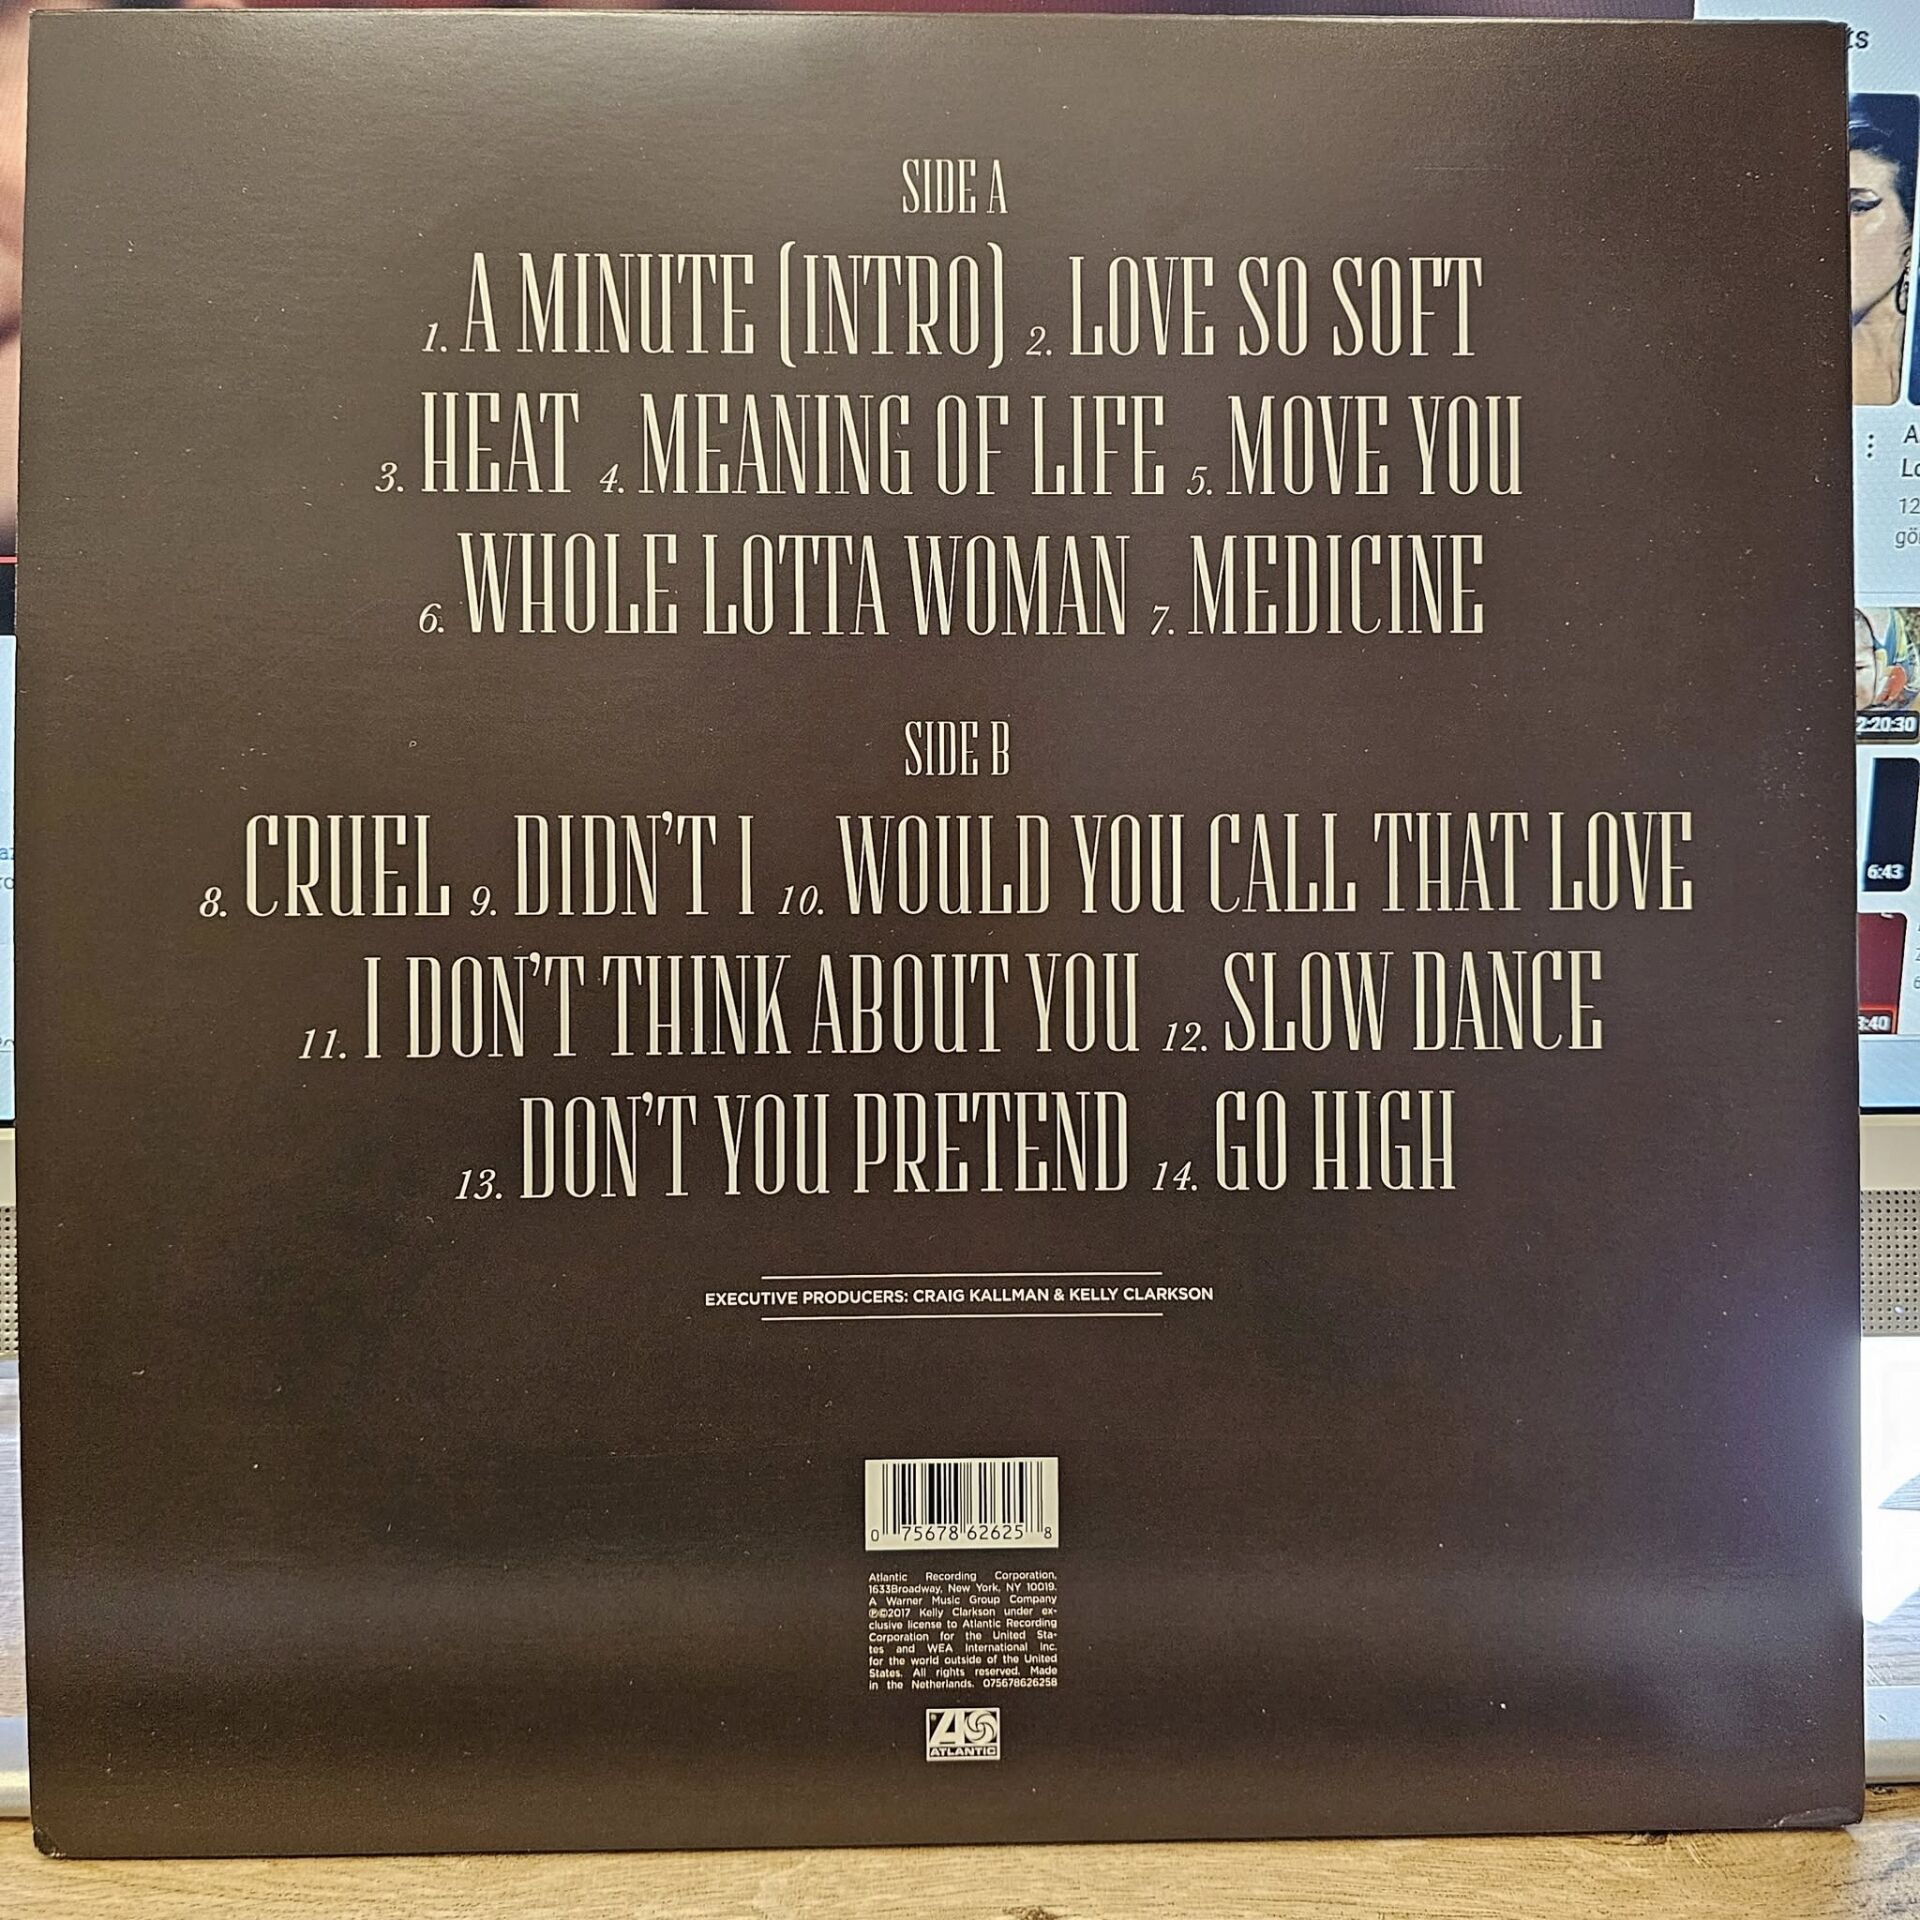 SIDE A
1. A MINUTE (INTRO) 2. LOVE SO SOFT
3. HEAT 4. MEANING OF LIFE 5. MOVE YOU
6. WHOLE LOTTA WOMAN 7. MEDICINE
SIDE B
8. CRUEL 9. DIDN'T I 10. WOULD YOU CALL THAT LOVE
11. I DON'T THINK ABOUT YOU 12. SLOW DANCE
13. DON'T YOU PRETEND 14. GO HIGH
EXECUTIVE PRODUCERS: CRAIG KALLMAN & KELLY CLARKSON
0 75678 62625 8
Atlantic Recording Corporation,
1633Broadway, New York, NY 10019.
A Warner Music Group Company
℗©2017 Kelly Clarkson under ex-
clusive license to Atlantic Recording
Corporation for the United Sta-
tes and WEA International Inc.
for the world outside of the United
States. All rights reserved. Made
in the Netherlands. 075678626258
ATLANTIC
2:20:30
6:43